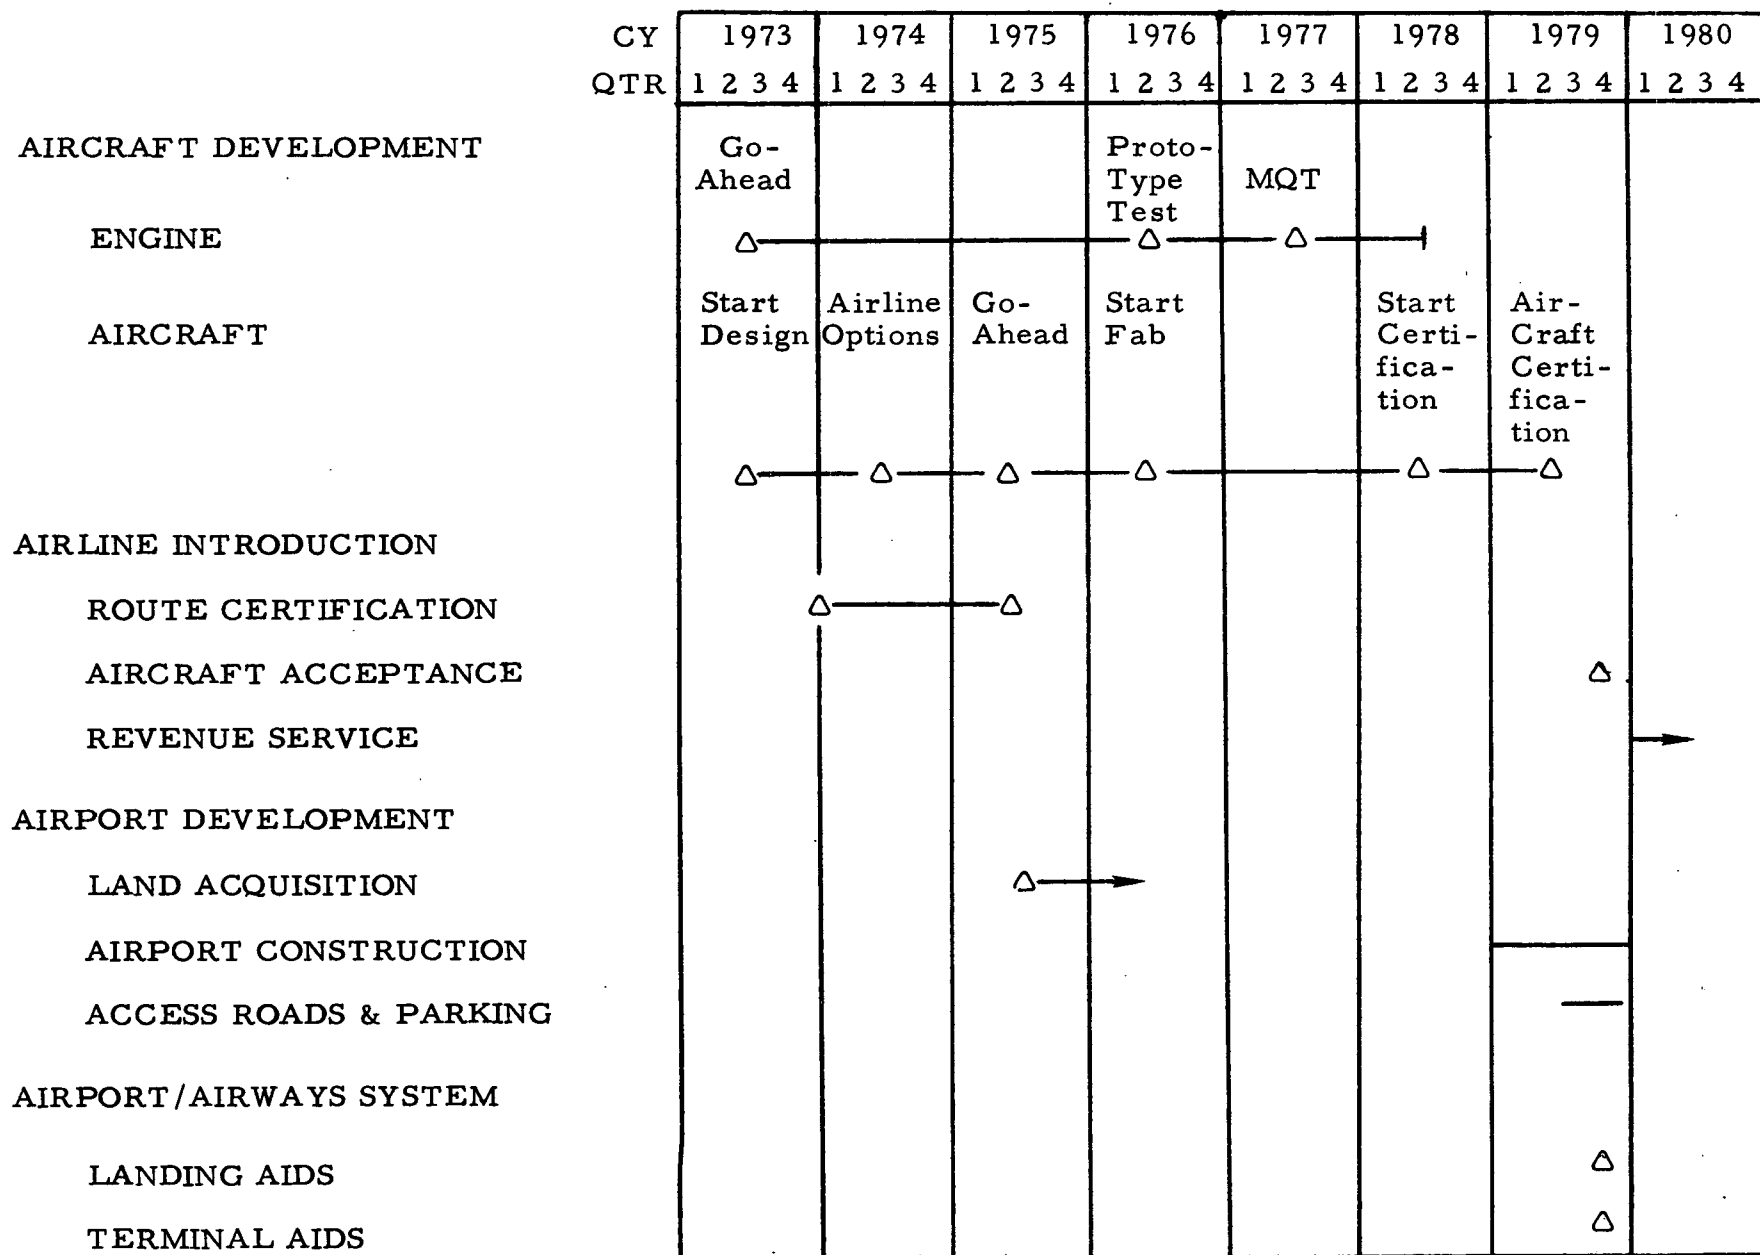 CY 1973 1974 1975 1976 1977 1978 1979 1980
QTR 1 2 3 4 1 2 3 4 1 2 3 4 1 2 3 4 1 2 3 4 1 2 3 4 1 2 3 4 1 2 3 4
AIRCRAFT DEVELOPMENT
Go-
Ahead
Proto-
Type
Test
MQT
ENGINE
AIRCRAFT
Start
Design
Airline
Options
Go-
Ahead
Start
Fab
Start
Certi-
fica-
tion
Air-
Craft
Certi-
fica-
tion
AIRLINE INTRODUCTION
ROUTE CERTIFICATION
AIRCRAFT ACCEPTANCE
REVENUE SERVICE
AIRPORT DEVELOPMENT
LAND ACQUISITION
AIRPORT CONSTRUCTION
ACCESS ROADS & PARKING
AIRPORT/AIRWAYS SYSTEM
LANDING AIDS
TERMINAL AIDS